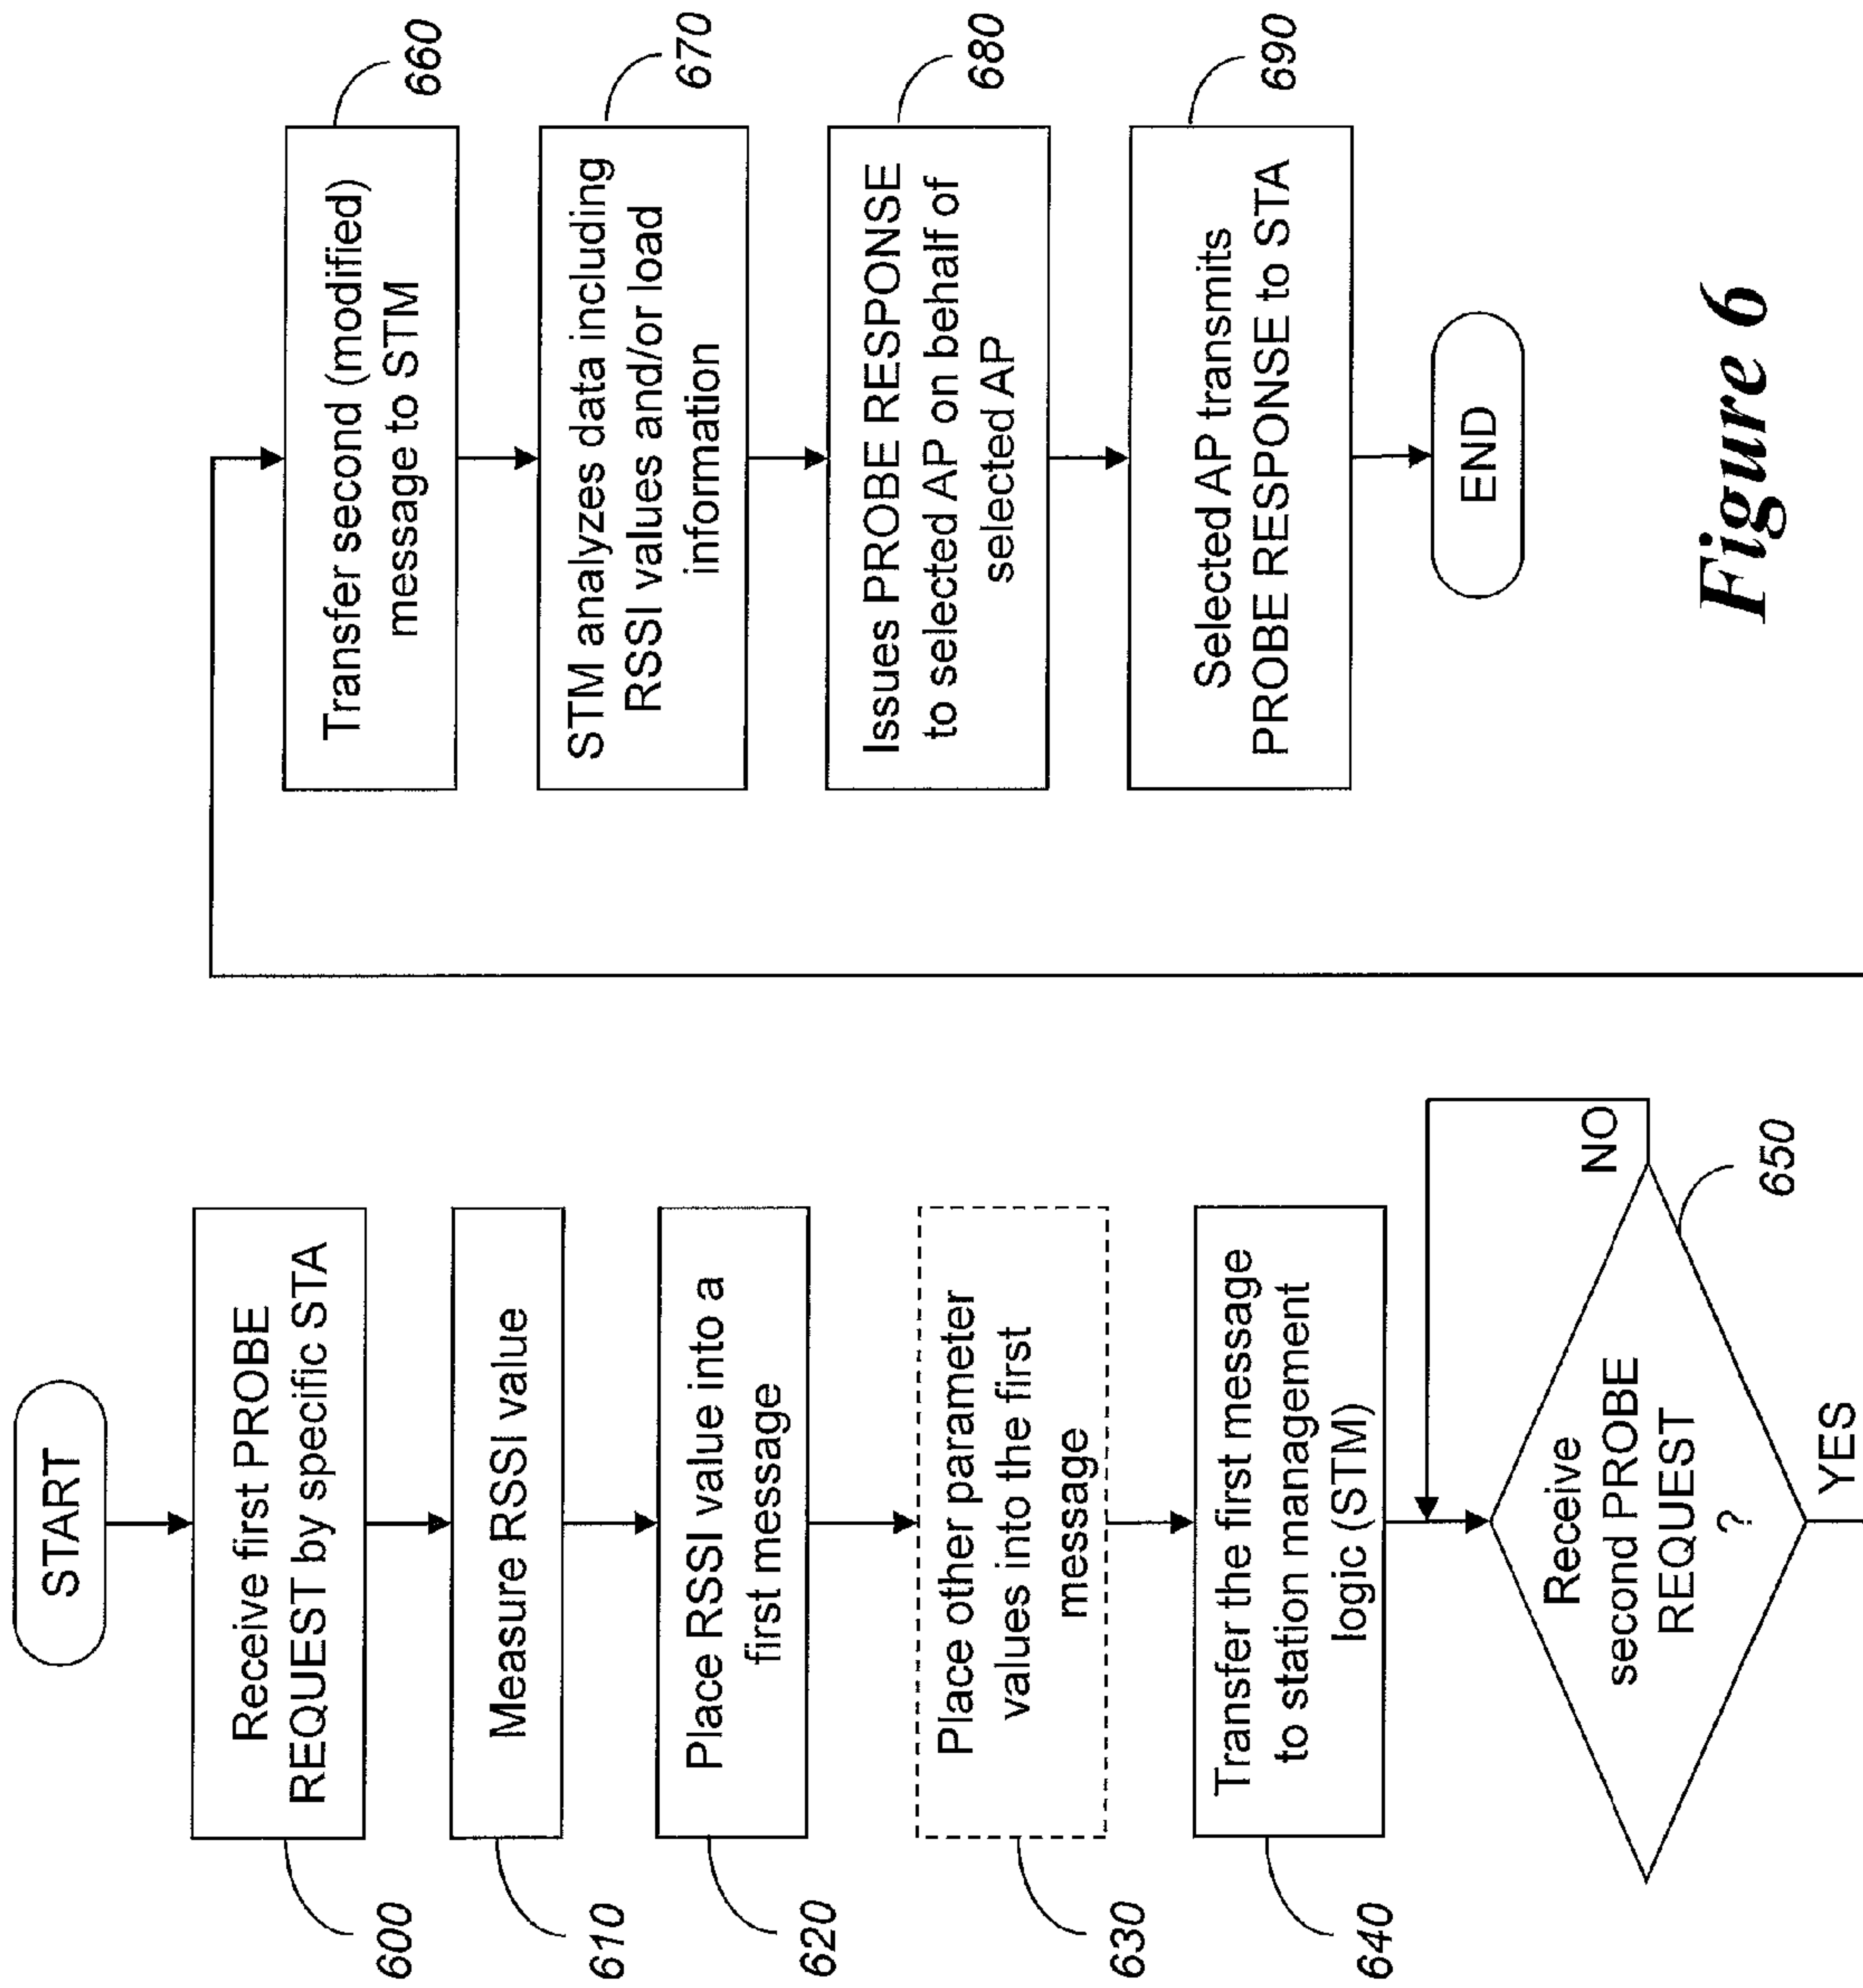 START
Receive first PROBE
REQUEST by specific STA
600
Measure RSSI value
610
Place RSSI value into a
first message
620
Place other parameter
values into the first
message
630
Transfer the first message
to station management
logic (STM)
640
Receive
second PROBE
REQUEST
?
650
NO
YES
Transfer second (modified)
message to STM
660
STM analyzes data including
RSSI values and/or load
information
670
Issues PROBE RESPONSE
to selected AP on behalf of
selected AP
680
Selected AP transmits
PROBE RESPONSE to STA
690
END
Figure 6